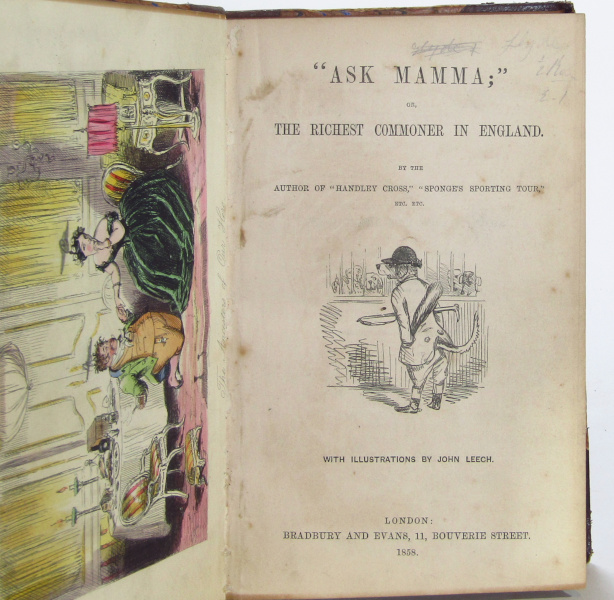 "ASK MAMMA;"
OR,
THE RICHEST COMMONER IN ENGLAND.
BY THE
AUTHOR OF "HANDLEY CROSS," "SPONGE'S SPORTING TOUR,"
ETC. ETC.
WITH ILLUSTRATIONS BY JOHN LEECH.
LONDON:
BRADBURY AND EVANS, 11, BOUVERIE STREET.
1858.